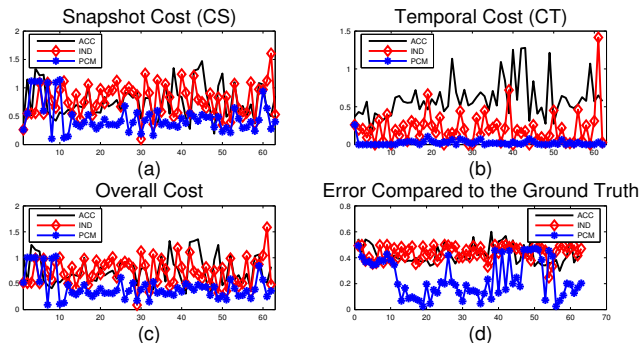 Snapshot Cost (CS)
2
1.5
1
0.5
0
ACC
IND
PCM
10 20 30 40 50 60
(a)
Temporal Cost (CT)
1.5
1
0.5
0
ACC
IND
PCM
10 20 30 40 50 60
(b)
Overall Cost
2
1.5
1
0.5
0
ACC
IND
PCM
10 20 30 40 50 60
(c)
Error Compared to the Ground Truth
0.8
0.6
0.4
0.2
0
ACC
IND
PCM
0 10 20 30 40 50 60 70
(d)